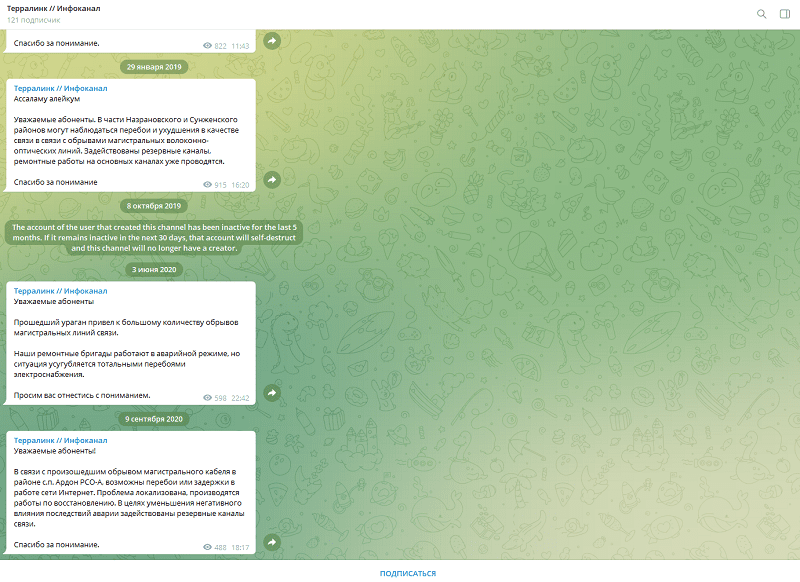 Терралинк // Инфоканал
121 подписчик
Спасибо за понимание.
822 11:43
29 января 2019
Терралинк // Инфоканал
Ассаламу алейкум
Уважаемые абоненты. В части Назрановского и Сунженского
районов могут наблюдаться перебои и ухудшения в качестве
связи в связи с обрывами магистральных волоконно-
оптических линий. Задействованы резервные каналы,
ремонтные работы на основных каналах уже проводятся.
Спасибо за понимание
915 16:20
8 октября 2019
The account of the user that created this channel has been inactive for the last 5
months. If it remains inactive in the next 30 days, that account will self-destruct
and this channel will no longer have a creator.
3 июня 2020
Терралинк // Инфоканал
Уважаемые абоненты
Прошедший ураган привел к большому количеству обрывов
магистральных линий связи.
Наши ремонтные бригады работают в аварийной режиме, но
ситуация усугубляется тотальными перебоями
электроснабжения.
Просим вас отнестись с пониманием.
598 22:42
9 сентября 2020
Терралинк // Инфоканал
Уважаемые абоненты!
В связи с произошедшим обрывом магистрального кабеля в
районе с.п. Ардон РСО-А. возможны перебои или задержки в
работе сети Интернет. Проблема локализована, производятся
работы по восстановлению. В целях уменьшения негативного
влияния последствий аварии задействованы резервные каналы
связи.
Спасибо за понимание.
488 18:17
ПОДПИСАТЬСЯ